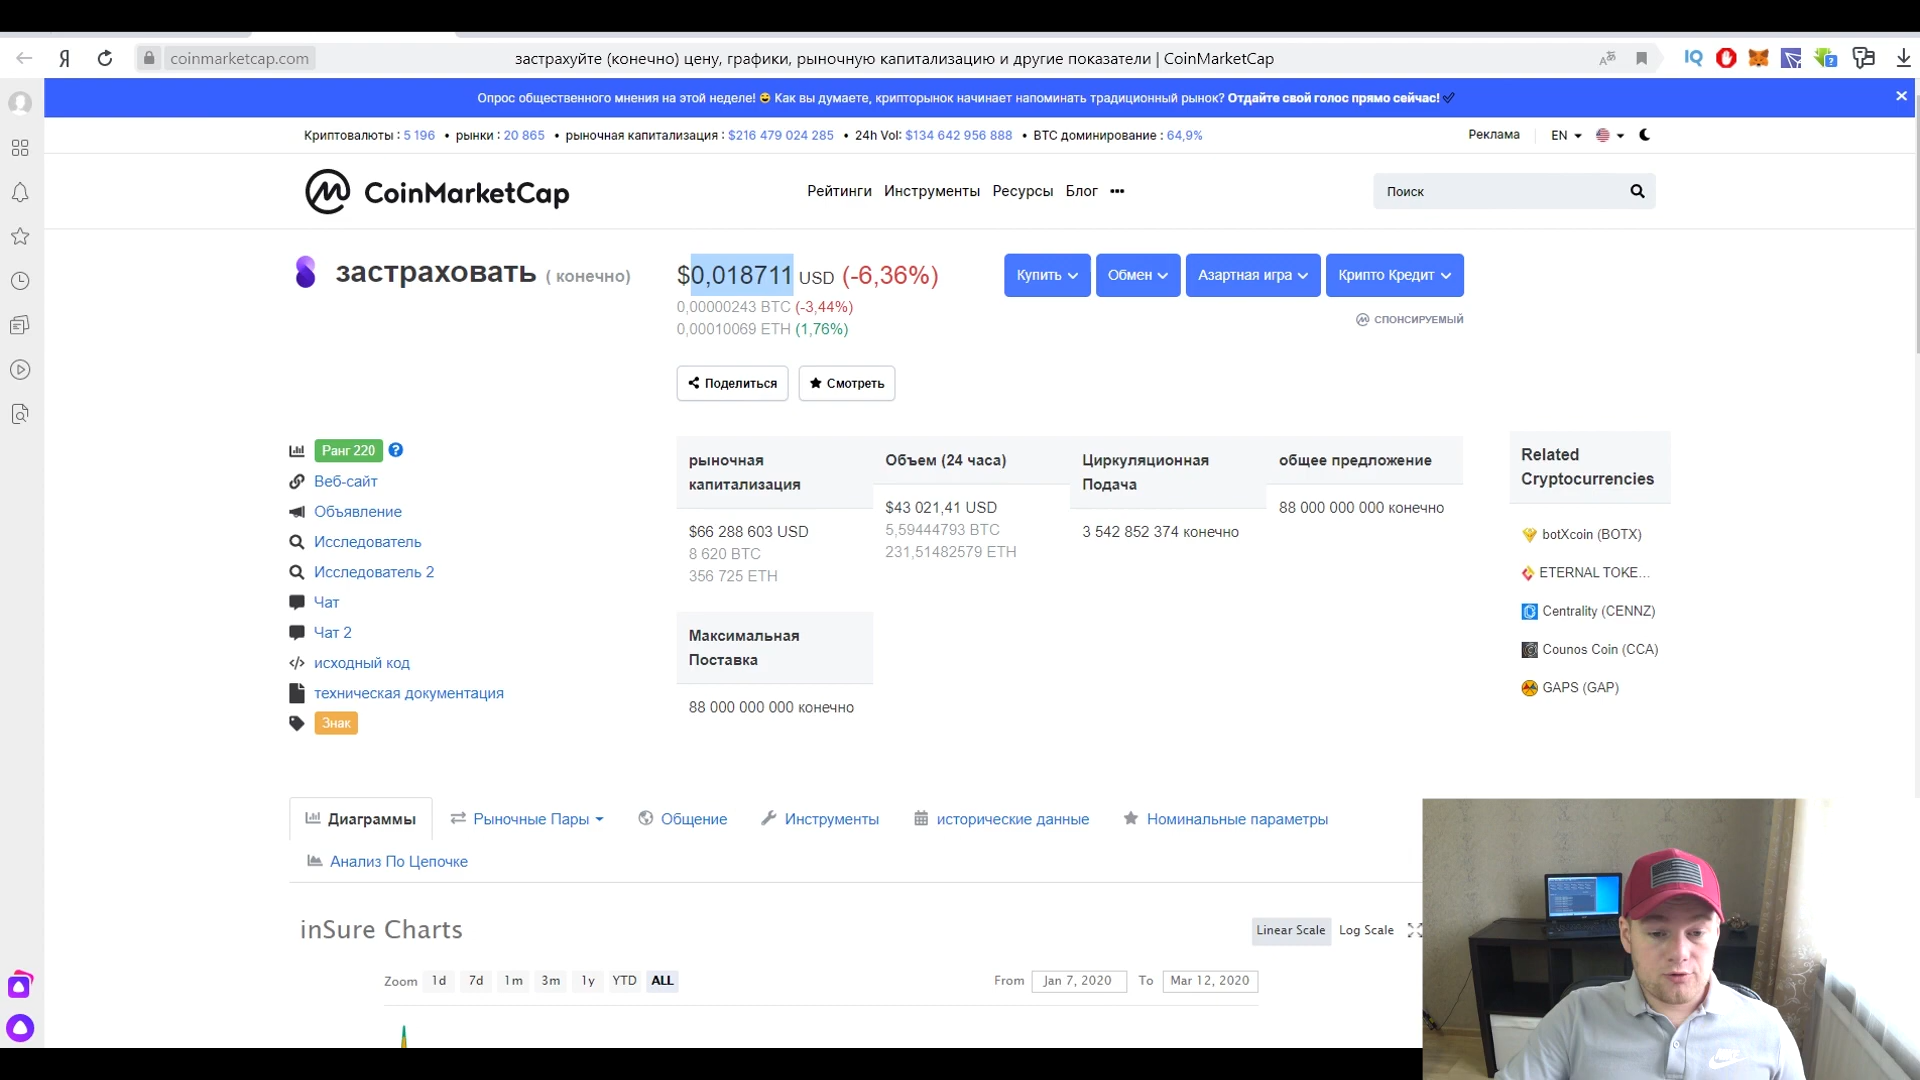 coinmarketcap.com
застрахуйте (конечно) цену, графики, рыночную капитализацию и другие показатели | CoinMarketCap
Опрос общественного мнения на этой неделе! 😄 Как вы думаете, крипторынок начинает напоминать традиционный рынок? Отдайте свой голос прямо сейчас! ✓
Криптовалюты : 5 196 • рынки : 20 865 • рыночная капитализация : $216 479 024 285 • 24h Vol: $134 642 956 888 • BTC доминирование : 64,9%
Реклама
EN
CoinMarketCap
Рейтинги Инструменты Ресурсы Блог •••
Поиск
застраховать ( конечно)
$0,018711 USD (-6,36%)
0,00000243 BTC (-3,44%)
0,00010069 ETH (1,76%)
Купить
Обмен
Азартная игра
Крипто Кредит
СПОНСИРУЕМЫЙ
Поделиться
Смотреть
Ранг 220
Веб-сайт
Объявление
Исследователь
Исследователь 2
Чат
Чат 2
исходный код
техническая документация
Знак
рыночная
капитализация
$66 288 603 USD
8 620 BTC
356 725 ETH
Объем (24 часа)
$43 021,41 USD
5,59444793 BTC
231,51482579 ETH
Циркуляционная
Подача
3 542 852 374 конечно
общее предложение
88 000 000 000 конечно
Максимальная
Поставка
88 000 000 000 конечно
Related
Cryptocurrencies
botXcoin (BOTX)
ETERNAL TOKE...
Centrality (CENNZ)
Counos Coin (CCA)
GAPS (GAP)
Диаграммы
Рыночные Пары
Общение
Инструменты
исторические данные
Номинальные параметры
Анализ По Цепочке
inSure Charts
Linear Scale
Log Scale
Zoom 1d 7d 1m 3m 1y YTD ALL
From Jan 7, 2020 To Mar 12, 2020